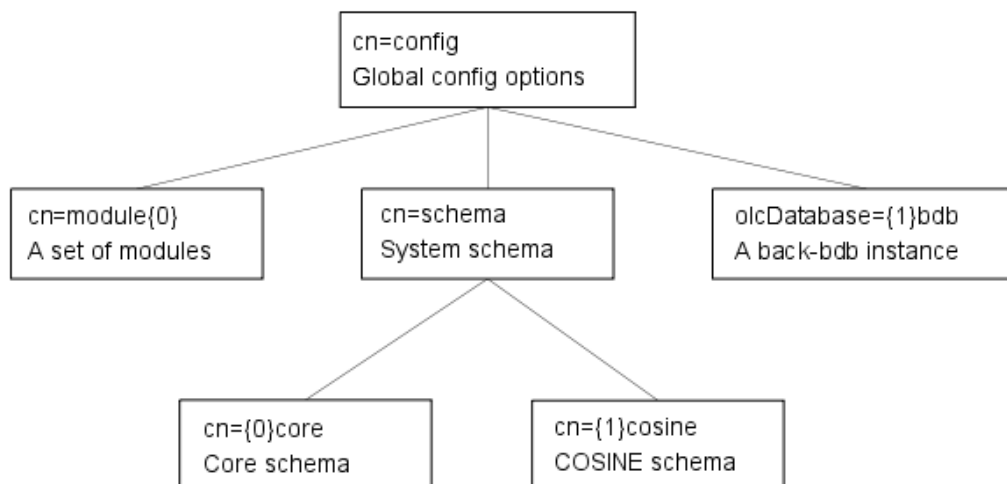 cn=config
Global config options
cn=module{0}
A set of modules
cn=schema
System schema
olcDatabase={1}bdb
A back-bdb instance
cn={0}core
Core schema
cn={1}cosine
COSINE schema